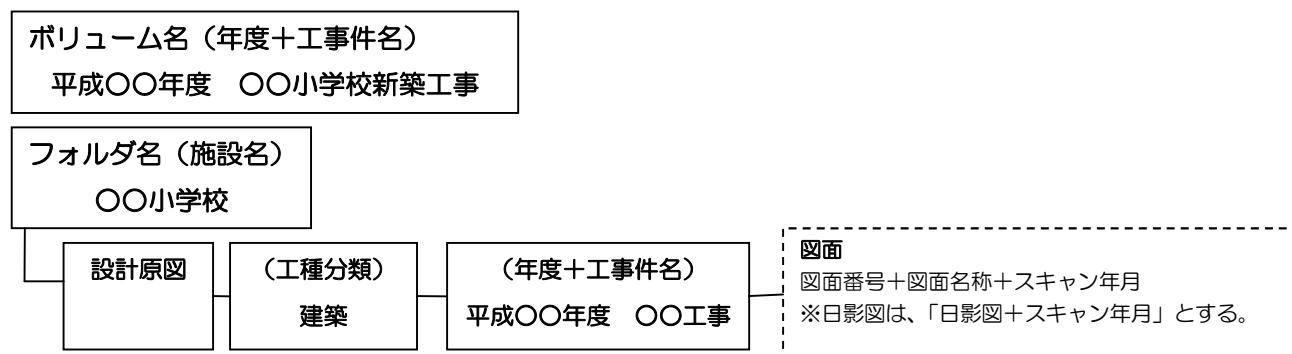 ボリューム名（年度＋工事件名）
平成〇〇年度　〇〇小学校新築工事
フォルダ名（施設名）
〇〇小学校
設計原図
（工種分類）
建築
（年度＋工事件名）
平成〇〇年度　〇〇工事
図面
図面番号＋図面名称＋スキャン年月
※日影図は、「日影図＋スキャン年月」とする。